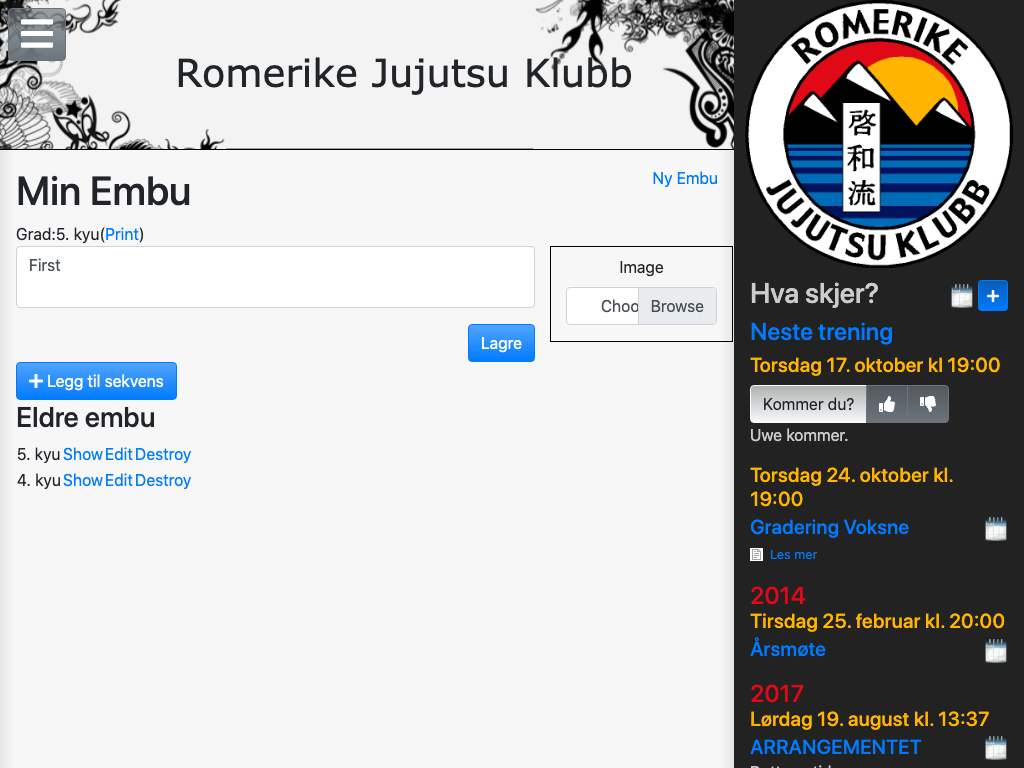 Romerike Jujutsu Klubb
Min Embu
Ny Embu
Grad:5. kyu(Print)
First
Image
Choo
Browse
Lagre
Legg til sekvens
Eldre embu
5. kyu Show Edit Destroy
4. kyu Show Edit Destroy
ROMERIKE
啓和流
JUJUTSU KLUBB
Hva skjer?
+
Neste trening
Torsdag 17. oktober kl 19:00
Kommer du?
Uwe kommer.
Torsdag 24. oktober kl.
19:00
Gradering Voksne
Les mer
2014
Tirsdag 25. februar kl. 20:00
Årsmøte
2017
Lørdag 19. august kl. 13:37
ARRANGEMENTET